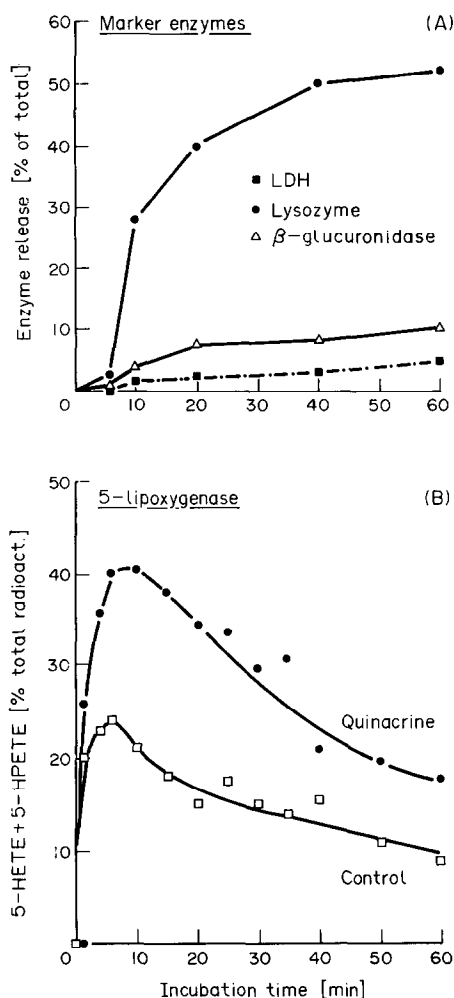 Marker enzymes
(A)
60
50
40
30
20
10
0
10
20
30
40
50
60
Enzyme release [% of total]
LDH
Lysozyme
β-glucuronidase
5-lipoxygenase
(B)
50
40
30
20
10
0
0
10
20
30
40
50
60
5-HETE+5-HPETE [% total radioact.]
Quinacrine
Control
Incubation time [min]